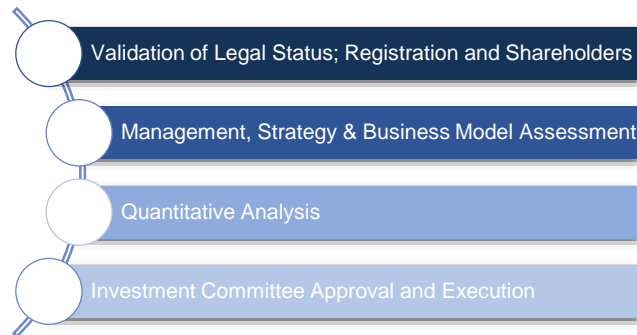 Validation of Legal Status; Registration and Shareholders
Management, Strategy & Business Model Assessment
Quantitative Analysis
Investment Committee Approval and Execution